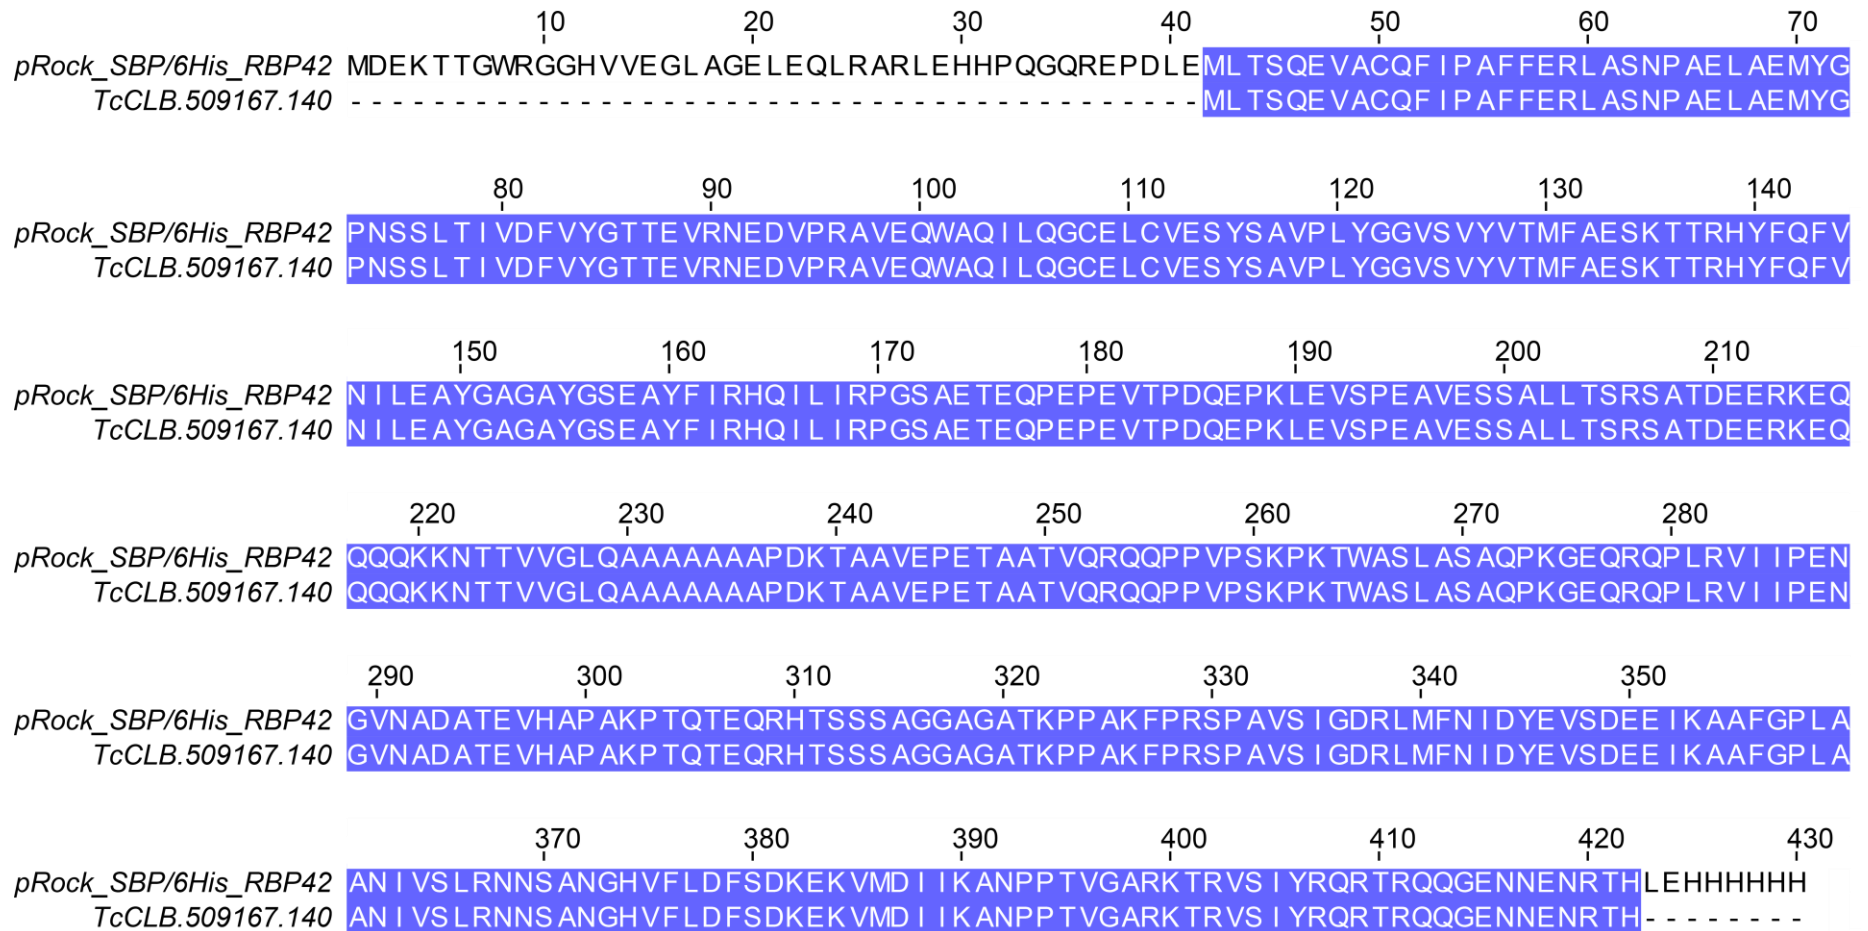 10 20 30 40 50 60 70
pRock_SBP/6His_RBP42 MDEKTTGWRGGHVVEGLAGELEQLRARLEHHPQGQREPDLEMLTSQEVACQFIPAFFERLASNPAELAEMYG
TcCLB.509167.140 -----------------------------------------MLTSQEVACQFIPAFFERLASNPAELAEMYG
80 90 100 110 120 130 140
pRock_SBP/6His_RBP42 PNSSLTIVDFVYGTTEVRNEDVPRAVEQWAQILQGCELCVESYSAVPLYGGVSVYVTMFAESKTTRHYFQFV
TcCLB.509167.140 PNSSLTIVDFVYGTTEVRNEDVPRAVEQWAQILQGCELCVESYSAVPLYGGVSVYVTMFAESKTTRHYFQFV
150 160 170 180 190 200 210
pRock_SBP/6His_RBP42 NILEAYGAGAYGSEAYFIRHQILIRPGSAETEQPEPEVTPDQEPKLEVSPEAVESSALLTSRSATDEERKEQ
TcCLB.509167.140 NILEAYGAGAYGSEAYFIRHQILIRPGSAETEQPEPEVTPDQEPKLEVSPEAVESSALLTSRSATDEERKEQ
220 230 240 250 260 270 280
pRock_SBP/6His_RBP42 QQQKKNTTVVGLQAAAAAAAPDKTAAVEPETAATVQRQQPPVPSKPKTWASLASAQPKGEQRQPLRVIIPEN
TcCLB.509167.140 QQQKKNTTVVGLQAAAAAAAPDKTAAVEPETAATVQRQQPPVPSKPKTWASLASAQPKGEQRQPLRVIIPEN
290 300 310 320 330 340 350
pRock_SBP/6His_RBP42 GVNADATEVHAPAKPTQTEQRHTSSSAGGAGATKPPAKFPRSPAVSIGDRLMFNIDYEVSDEEIKAAFGPLA
TcCLB.509167.140 GVNADATEVHAPAKPTQTEQRHTSSSAGGAGATKPPAKFPRSPAVSIGDRLMFNIDYEVSDEEIKAAFGPLA
370 380 390 400 410 420 430
pRock_SBP/6His_RBP42 ANIVSLRNNSANGHVFLDFSDKEKVMDIIKANPPTVGARKTRVSIYRQRTRQQGENNENRTHLEHHHHHH
TcCLB.509167.140 ANIVSLRNNSANGHVFLDFSDKEKVMDIIKANPPTVGARKTRVSIYRQRTRQQGENNENRTH--------